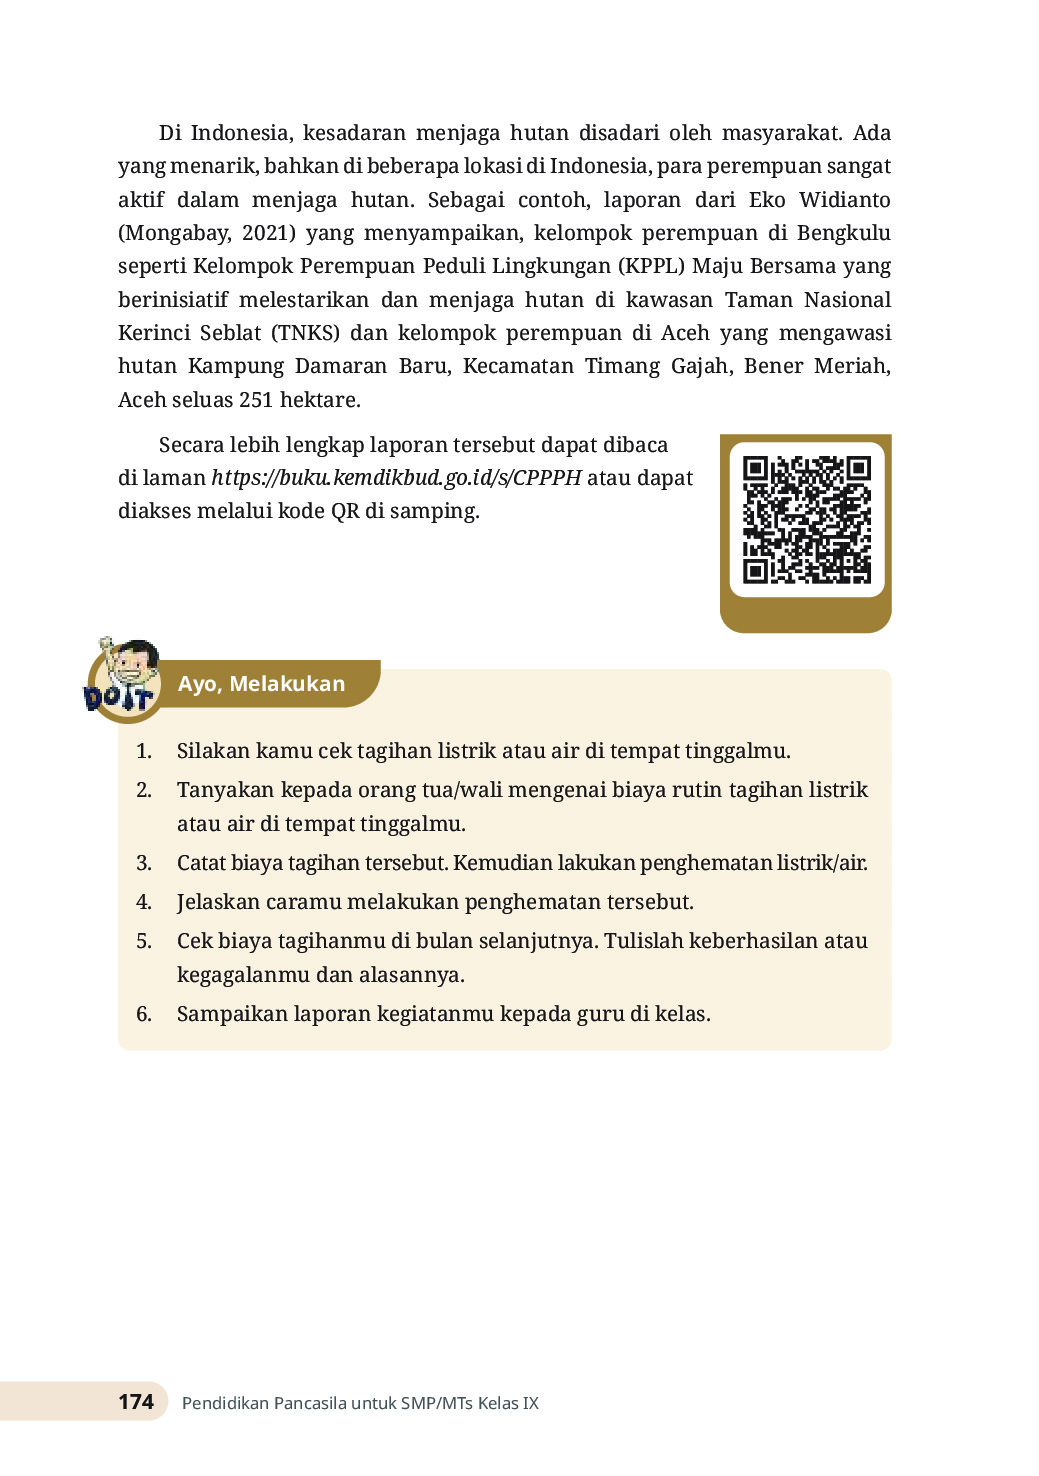 Di Indonesia, kesadaran menjaga hutan disadari oleh masyarakat. Ada
yang menarik, bahkan di beberapa lokasi di Indonesia, para perempuan sangat
aktif dalam menjaga hutan. Sebagai contoh, laporan dari Eko Widianto
(Mongabay, 2021) yang menyampaikan, kelompok perempuan di Bengkulu
seperti Kelompok Perempuan Peduli Lingkungan (KPPL) Maju Bersama yang
berinisiatif melestarikan dan menjaga hutan di kawasan Taman Nasional
Kerinci Seblat (TNKS) dan kelompok perempuan di Aceh yang mengawasi
hutan Kampung Damaran Baru, Kecamatan Timang Gajah, Bener Meriah,
Aceh seluas 251 hektare.
Secara lebih lengkap laporan tersebut dapat dibaca
di laman https://buku.kemdikbud.go.id/s/CPPPH atau dapat
diakses melalui kode QR di samping.
DO IT
Ayo, Melakukan
1. Silakan kamu cek tagihan listrik atau air di tempat tinggalmu.
2. Tanyakan kepada orang tua/wali mengenai biaya rutin tagihan listrik
atau air di tempat tinggalmu.
3. Catat biaya tagihan tersebut. Kemudian lakukan penghematan listrik/air.
4. Jelaskan caramu melakukan penghematan tersebut.
5. Cek biaya tagihanmu di bulan selanjutnya. Tulislah keberhasilan atau
kegagalanmu dan alasannya.
6. Sampaikan laporan kegiatanmu kepada guru di kelas.
174 Pendidikan Pancasila untuk SMP/MTs Kelas IX